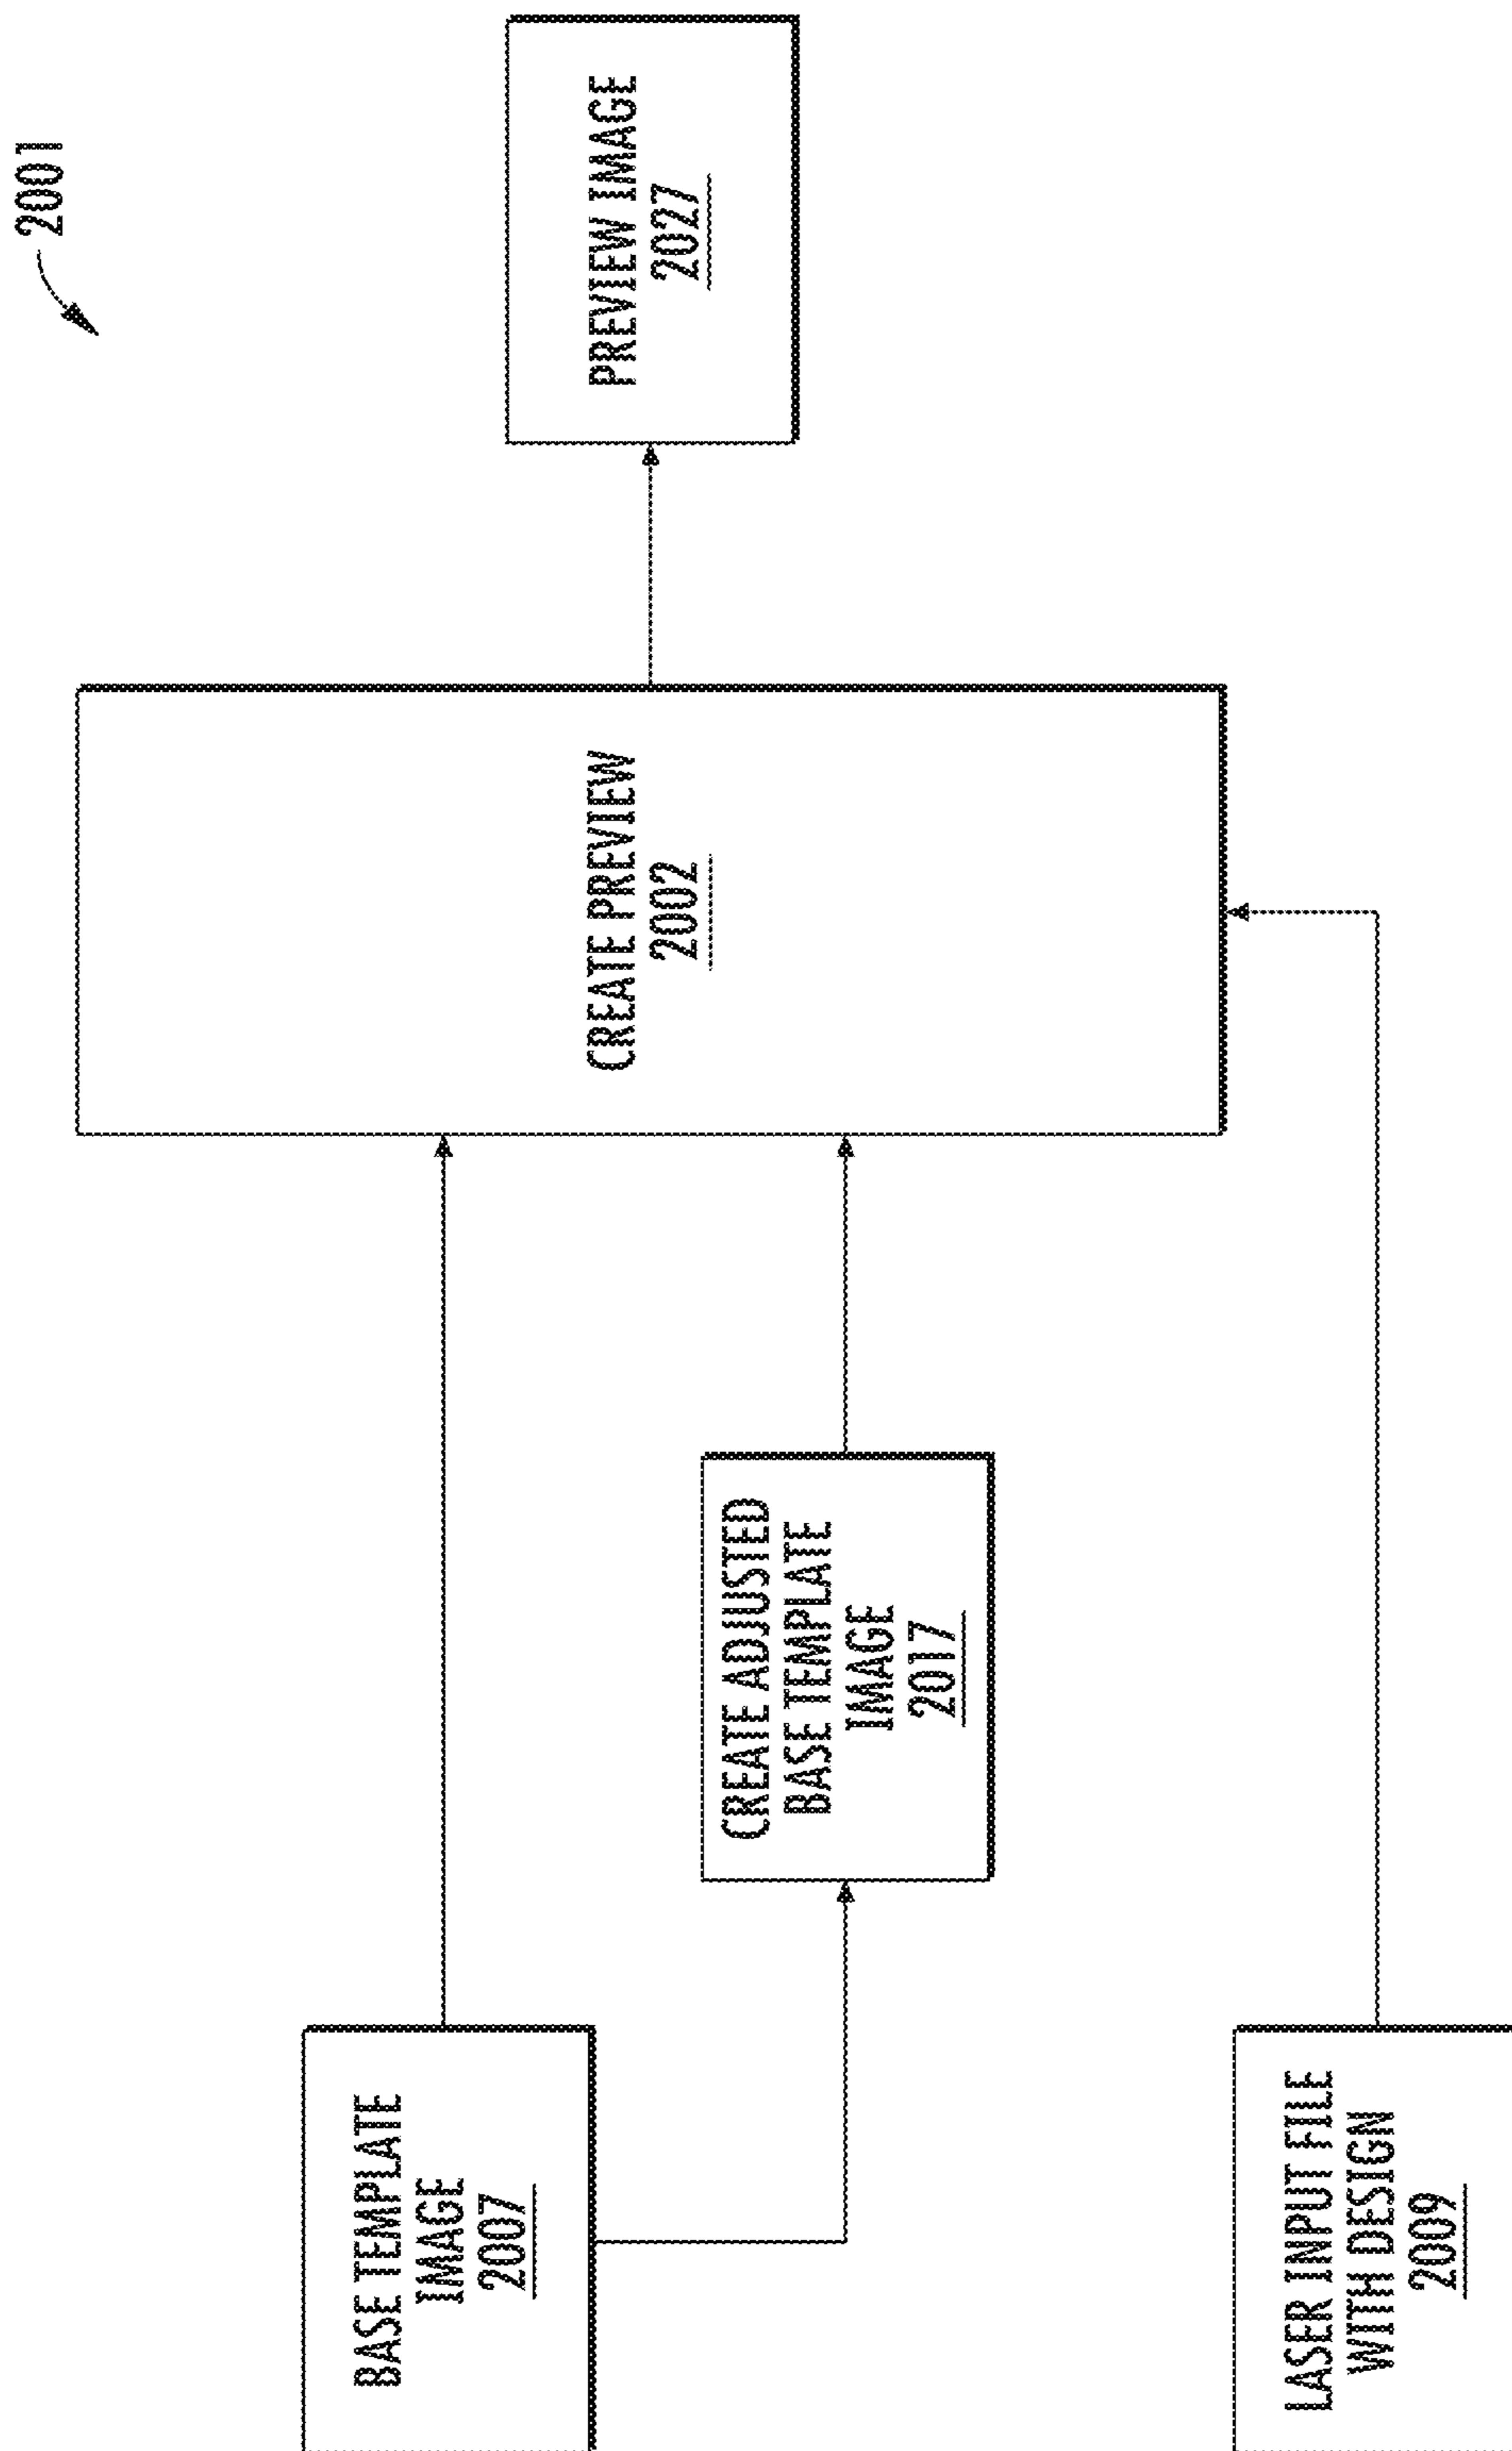 2001
BASE TEMPLATE
IMAGE
2007
CREATE ADJUSTED
BASE TEMPLATE
IMAGE
2017
LASER INPUT FILE
WITH DESIGN
2009
CREATE PREVIEW
2002
PREVIEW IMAGE
2027